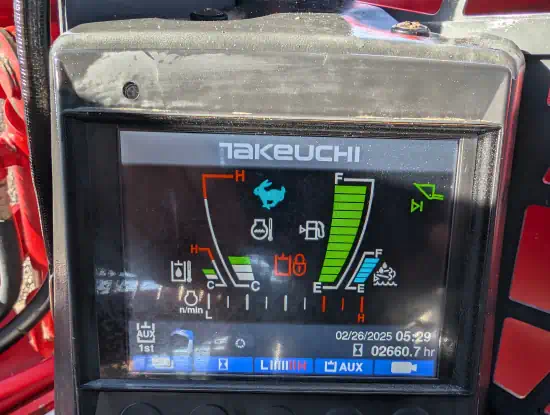 TAKEUCHI
H F
H F
C C E E
n/min L H
AUX
1st
02/26/2025 05:29
02660.7 hr
L H AUX